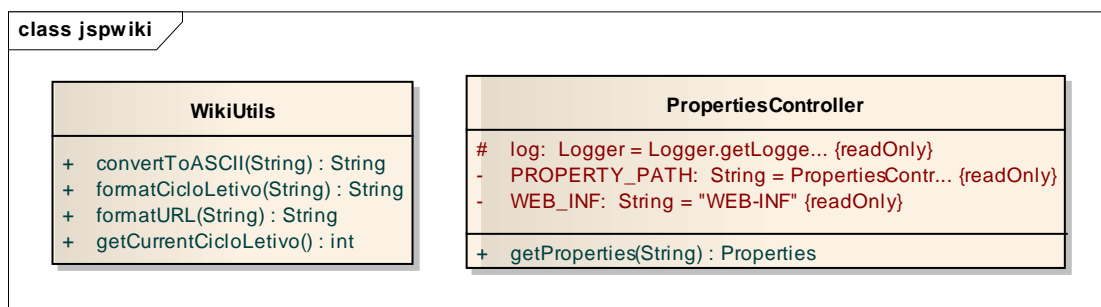 class jspwiki
WikiUtils
+ convertToASCII(String) : String
+ formatCicloLetivo(String) : String
+ formatURL(String) : String
+ getCurrentCicloLetivo() : int
PropertiesController
# log: Logger = Logger.getLogge... {readOnly}
- PROPERTY_PATH: String = PropertiesContr... {readOnly}
- WEB_INF: String = "WEB-INF" {readOnly}
+ getProperties(String) : Properties